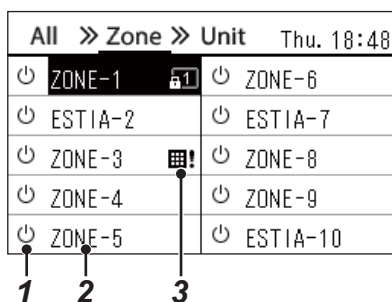 All » Zone » Unit Thu. 18:48
ZONE-1 1 ZONE-6
ESTIA-2 ESTIA-7
ZONE-3 ! ZONE-8
ZONE-4 ZONE-9
ZONE-5 ESTIA-10
1 2 3